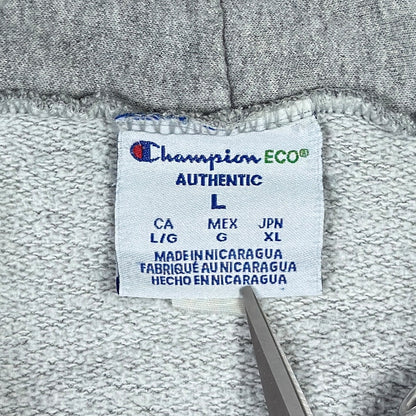 Champion ECO®
AUTHENTIC
L
CA MEX JPN
L/G G XL
MADE IN NICARAGUA
FABRIQUÉ AU NICARAGUA
HECHO EN NICARAGUA